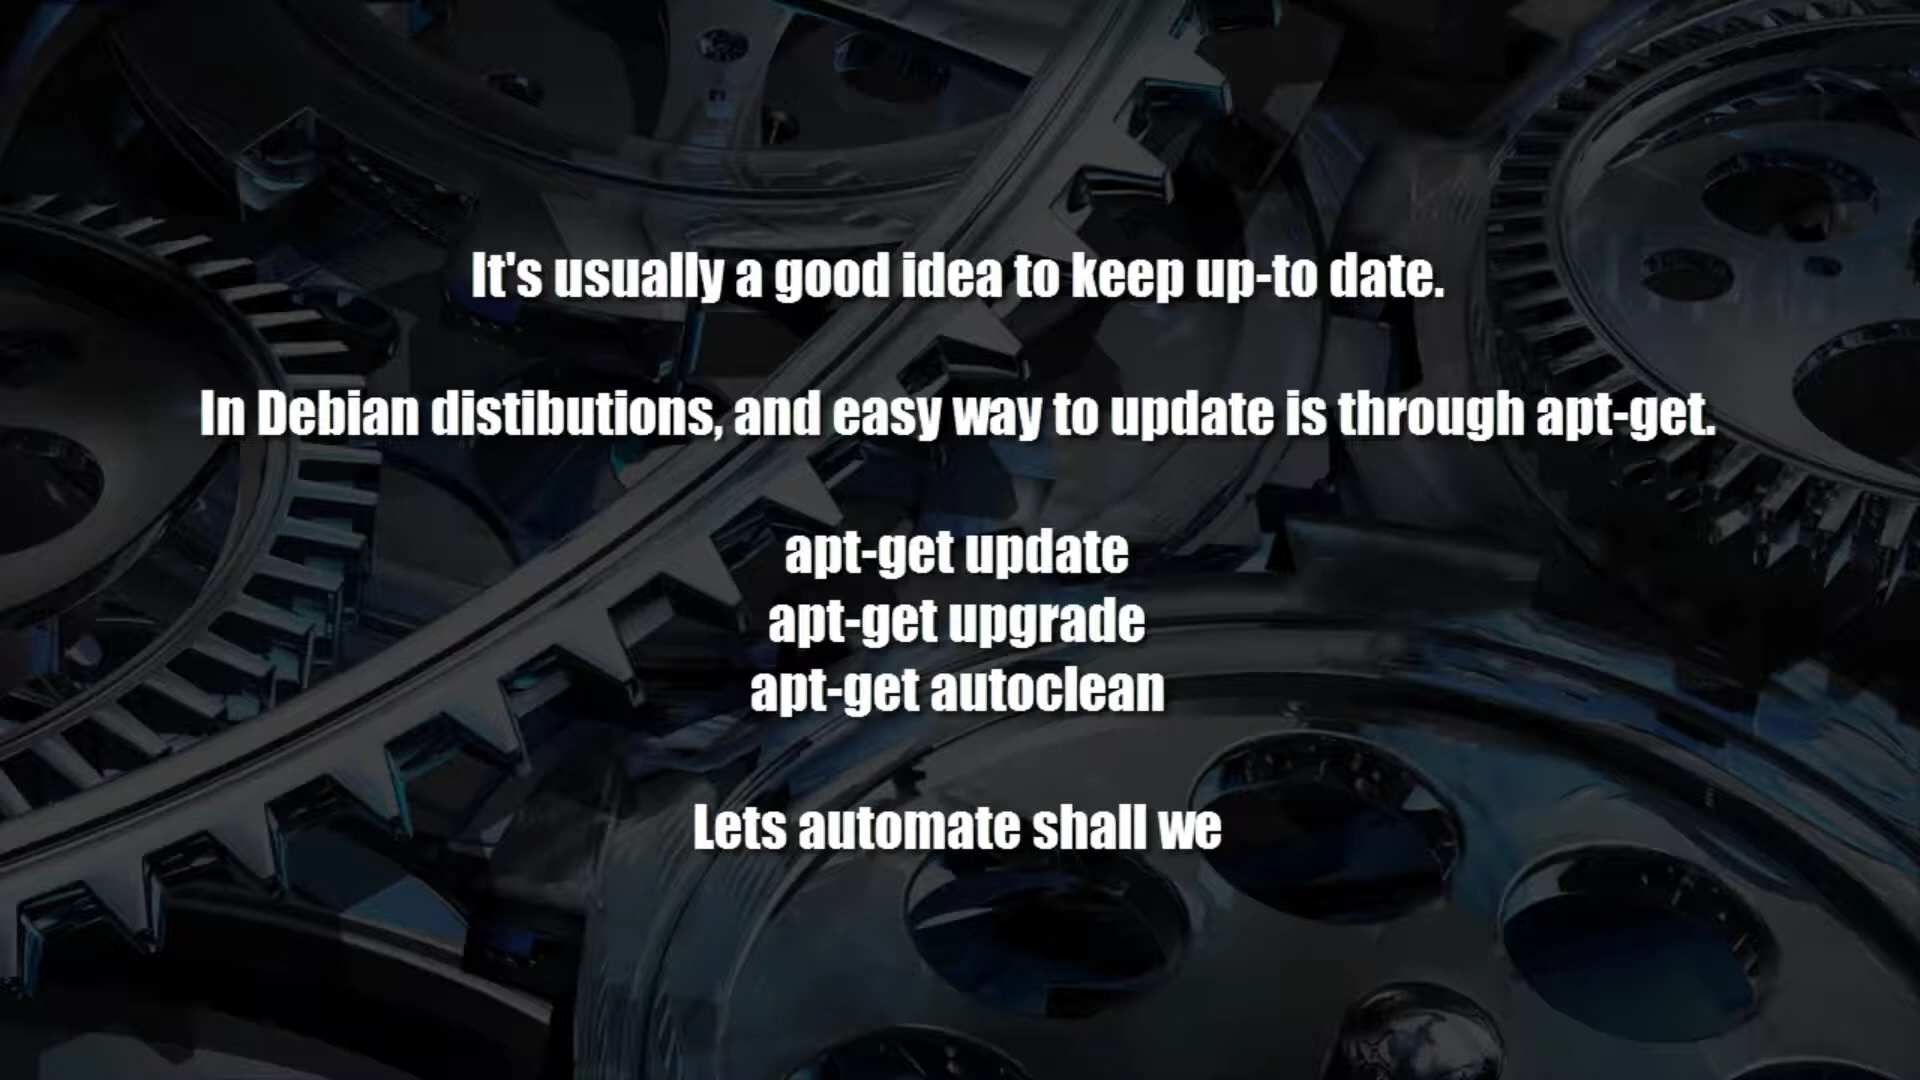 It's usually a good idea to keep up-to date.
In Debian distibutions, and easy way to update is through apt-get.
apt-get update
apt-get upgrade
apt-get autoclean
Lets automate shall we